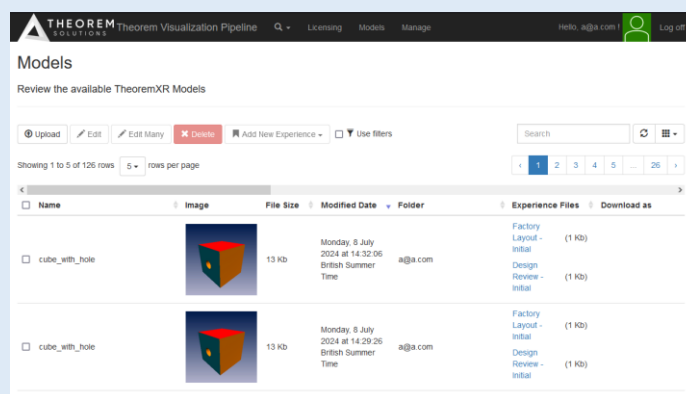 THEOREM
SOLUTIONS
Theorem Visualization Pipeline Licensing Models Manage Hello, a@a.com ! Log off
Models
Review the available TheoremXR Models
Upload Edit Edit Many Delete Add New Experience Use filters Search
Showing 1 to 5 of 126 rows 5 rows per page ‹ 1 2 3 4 5 ... 26 ›
Name Image File Size Modified Date Folder Experience Files Download as
cube_with_hole
13 Kb
Monday, 8 July
2024 at 14:32:06
British Summer
Time
a@a.com
Factory
Layout -
Initial
(1 Kb)
Design
Review -
Initial
(1 Kb)
cube_with_hole
13 Kb
Monday, 8 July
2024 at 14:29:26
British Summer
Time
a@a.com
Factory
Layout -
Initial
(1 Kb)
Design
Review -
Initial
(1 Kb)